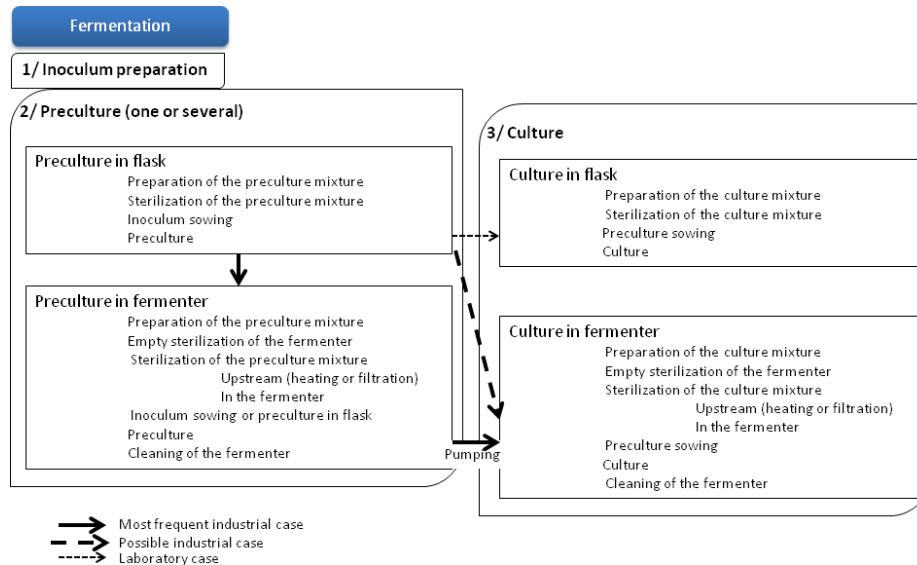 Fermentation
1/ Inoculum preparation
2/ Preculture (one or several)
Preculture in flask
Preparation of the preculture mixture
Sterilization of the preculture mixture
Inoculum sowing
Preculture
Preculture in fermenter
Preparation of the preculture mixture
Empty sterilization of the fermenter
Sterilization of the preculture mixture
Upstream (heating or filtration)
In the fermenter
Inoculum sowing or preculture in flask
Preculture
Cleaning of the fermenter
Pumping
3/ Culture
Culture in flask
Preparation of the culture mixture
Sterilization of the culture mixture
Preculture sowing
Culture
Culture in fermenter
Preparation of the culture mixture
Empty sterilization of the fermenter
Sterilization of the culture mixture
Upstream (heating or filtration)
In the fermenter
Preculture sowing
Culture
Cleaning of the fermenter
Most frequent industrial case
Possible industrial case
Laboratory case